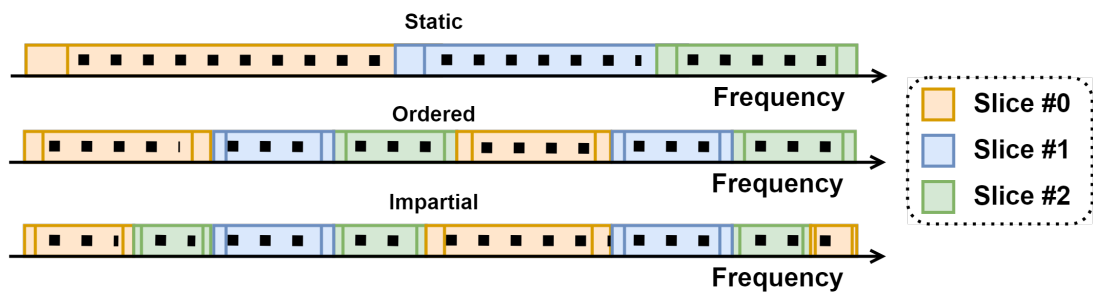 Static
Frequency
Ordered
Frequency
Impartial
Frequency
Slice #0
Slice #1
Slice #2